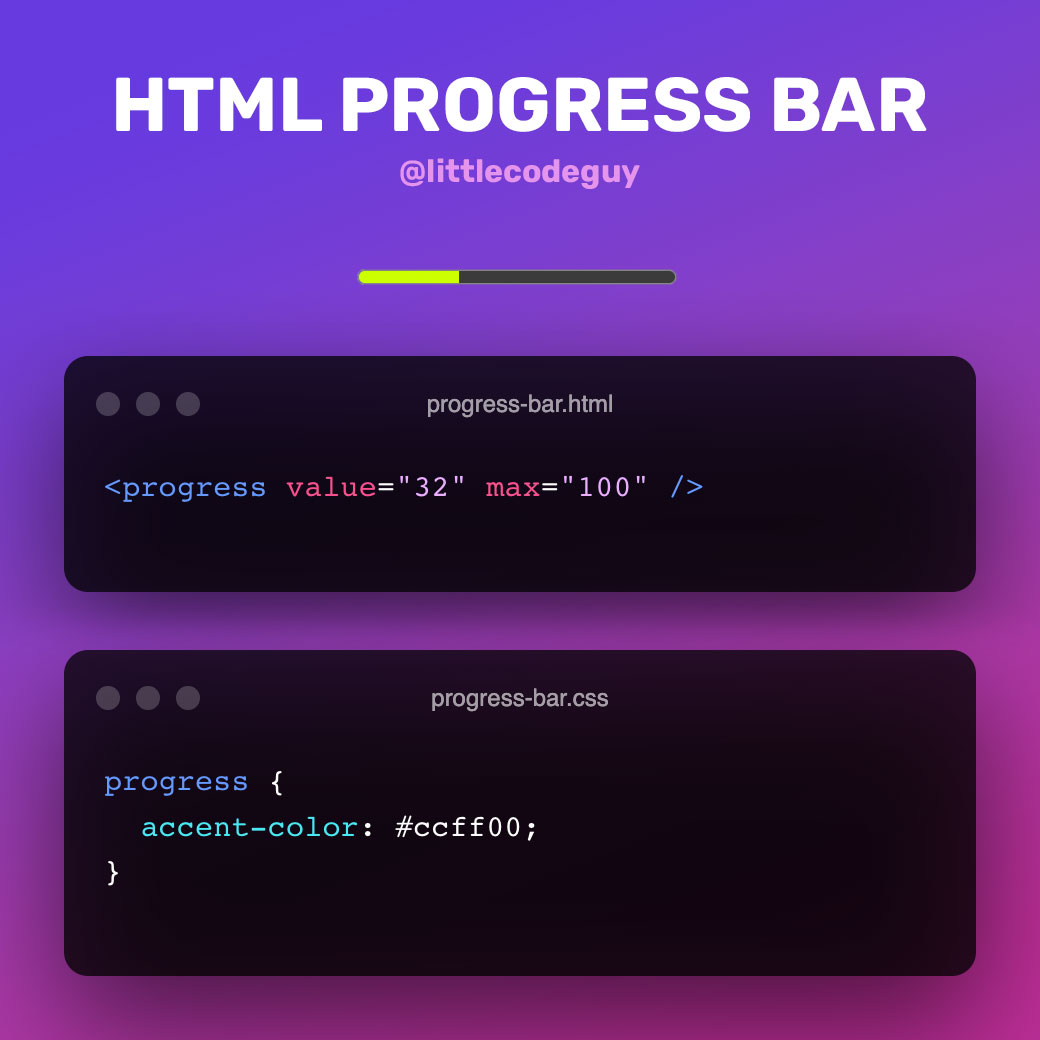 HTML PROGRESS BAR
@littlecodeguy
progress-bar.html
<progress value="32" max="100" />
progress-bar.css
progress {
  accent-color: #ccff00;
}